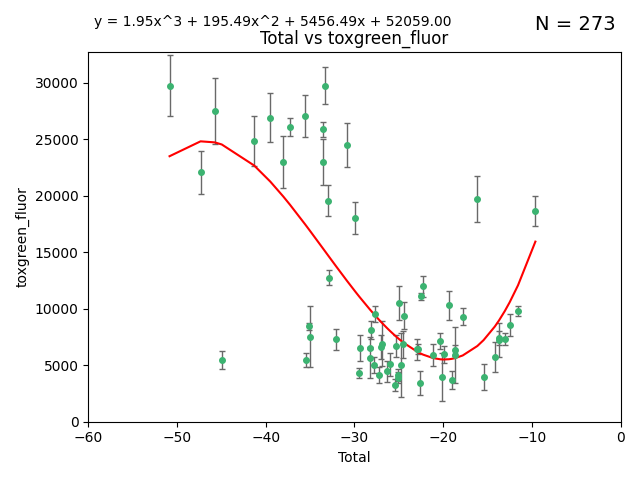 y = 1.95x^3 + 195.49x^2 + 5456.49x + 52059.00
N = 273
Total vs toxgreen_fluor
30000
25000
20000
15000
10000
5000
0
toxgreen_fluor
−60 −50 −40 −30 −20 −10 0
Total